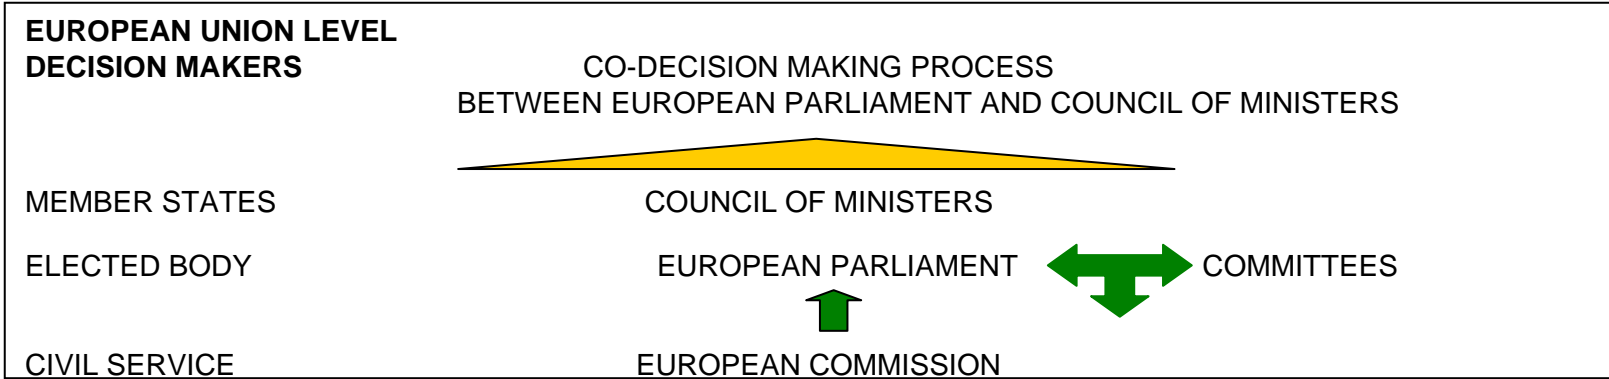 EUROPEAN UNION LEVEL
DECISION MAKERS CO-DECISION MAKING PROCESS
BETWEEN EUROPEAN PARLIAMENT AND COUNCIL OF MINISTERS
MEMBER STATES COUNCIL OF MINISTERS
ELECTED BODY EUROPEAN PARLIAMENT COMMITTEES
CIVIL SERVICE EUROPEAN COMMISSION